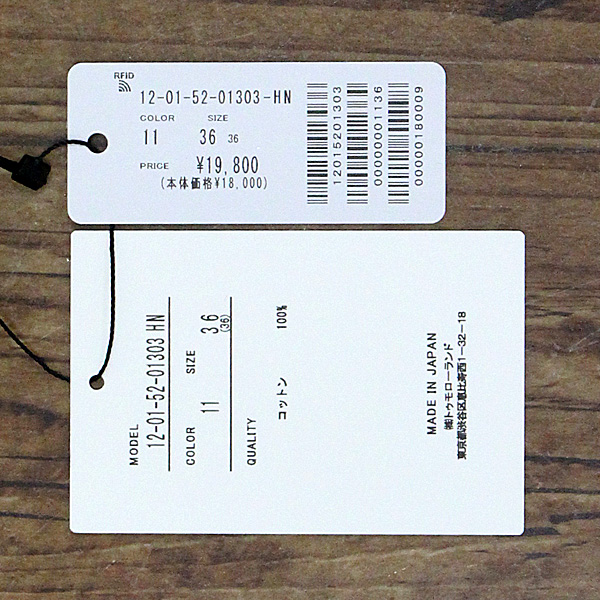 RFID
12-01-52-01303-HN
COLOR SIZE
11 36 36
PRICE ¥19,800
(本体価格¥18,000)
12015201303
00000001136
00000180009
MODEL
12-01-52-01303 HN
COLOR 11 SIZE 36
(36)
QUALITY
コットン 100%
MADE IN JAPAN
㈱トゥモローランド
東京都渋谷区恵比寿西1-32-18